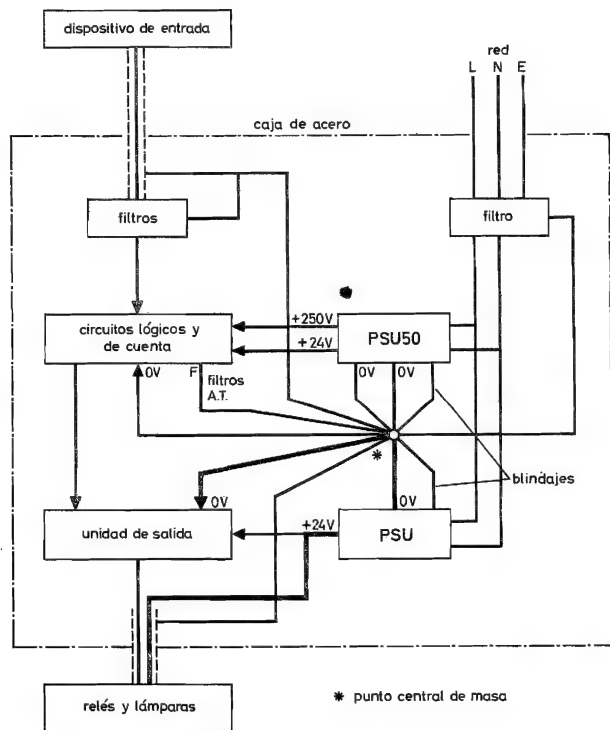 dispositivo de entrada
red
L N E
caja de acero
filtros
filtro
circuitos lógicos y
de cuenta
+250V
+24V
PSU50
0V
F
filtros
A.T.
0V 0V
*
blindajes
0V
0V
unidad de salida
+24V
PSU
relés y lámparas
* punto central de masa